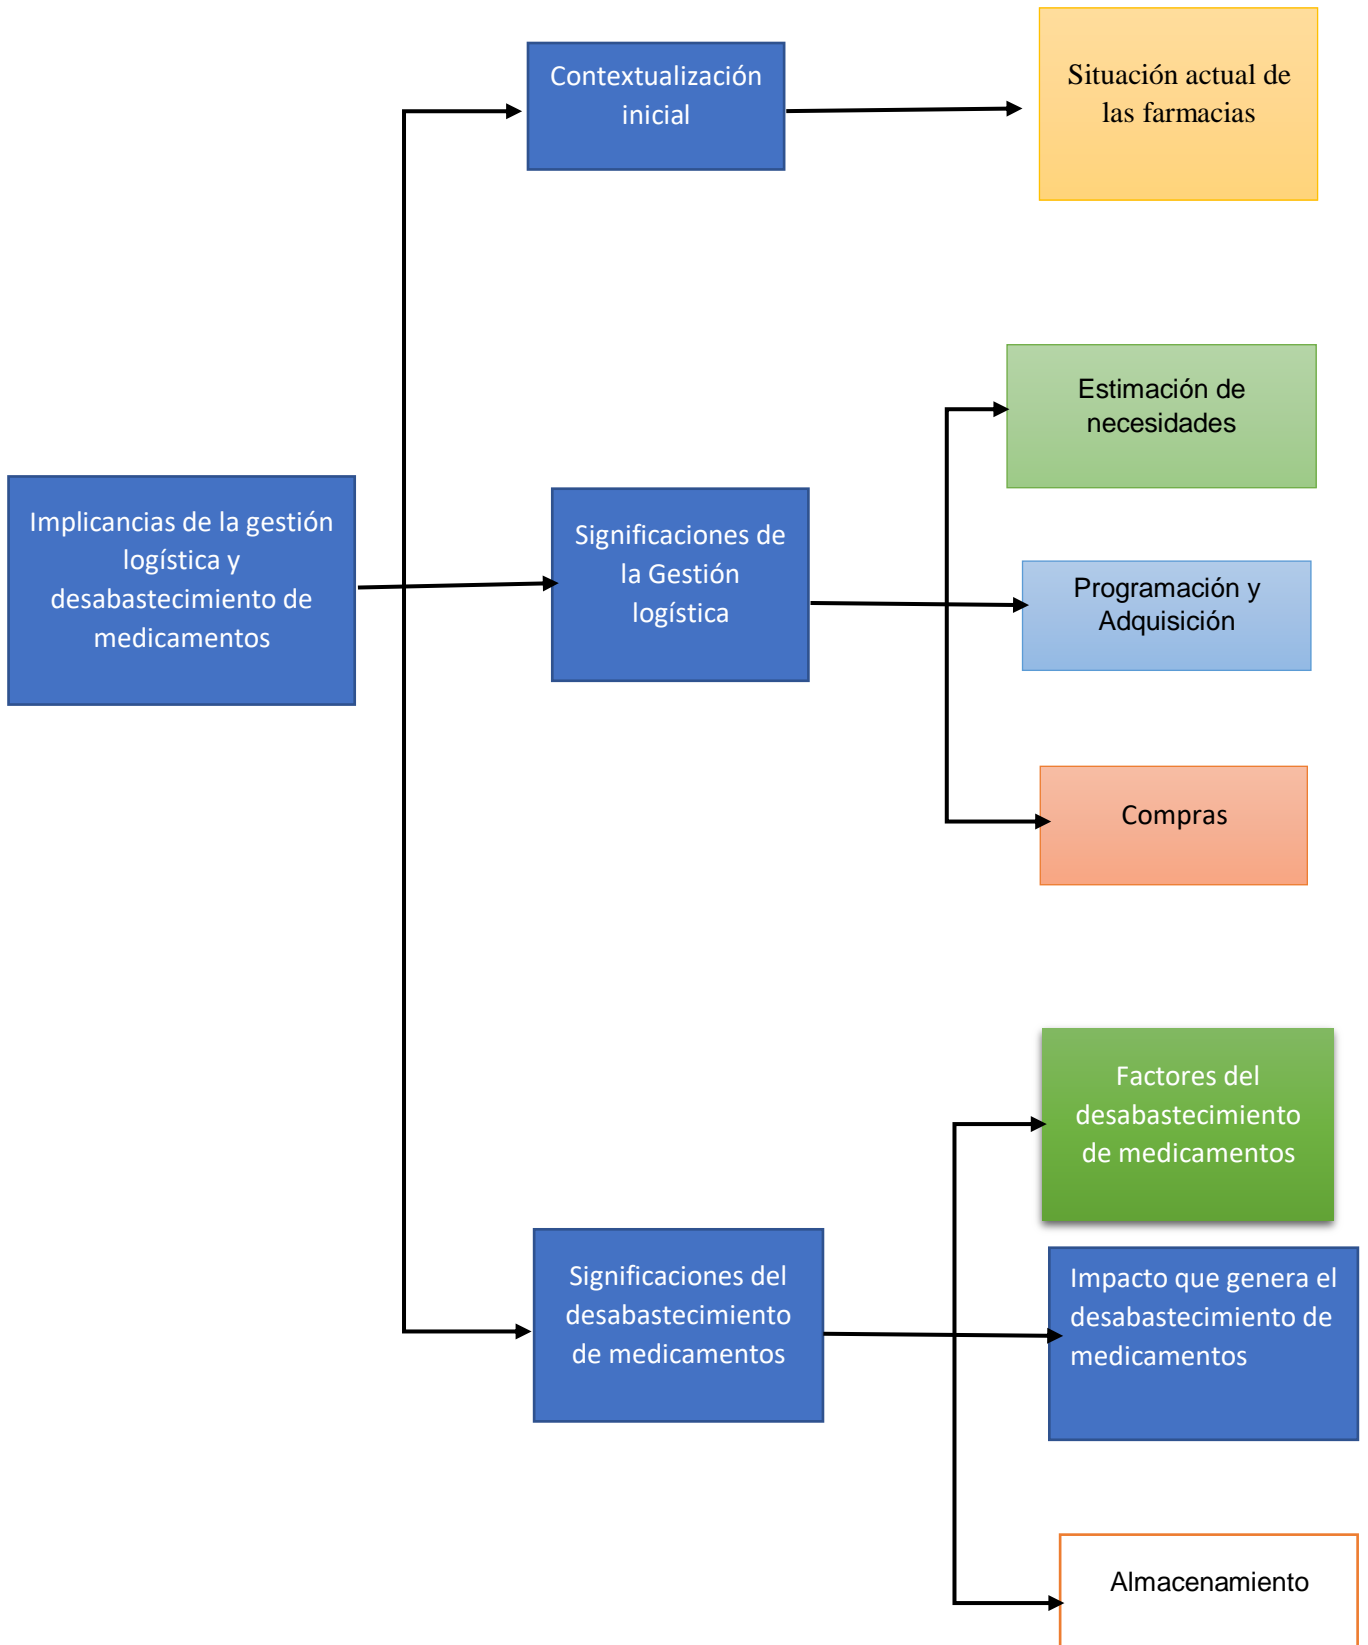 Contextualización
inicial
Situación actual de
las farmacias
Implicancias de la gestión
logística y
desabastecimiento de
medicamentos
Significaciones de
la Gestión
logística
Estimación de
necesidades
Programación y
Adquisición
Compras
Significaciones del
desabastecimiento
de medicamentos
Factores del
desabastecimiento
de medicamentos
Impacto que genera el
desabastecimiento de
medicamentos
Almacenamiento